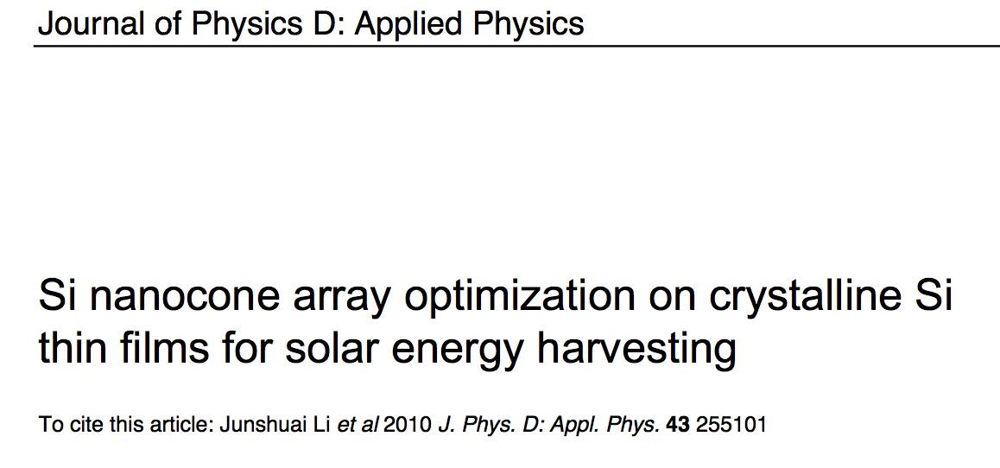 Journal of Physics D: Applied Physics
Si nanocone array optimization on crystalline Si
thin films for solar energy harvesting
To cite this article: Junshuai Li et al 2010 J. Phys. D: Appl. Phys. 43 255101